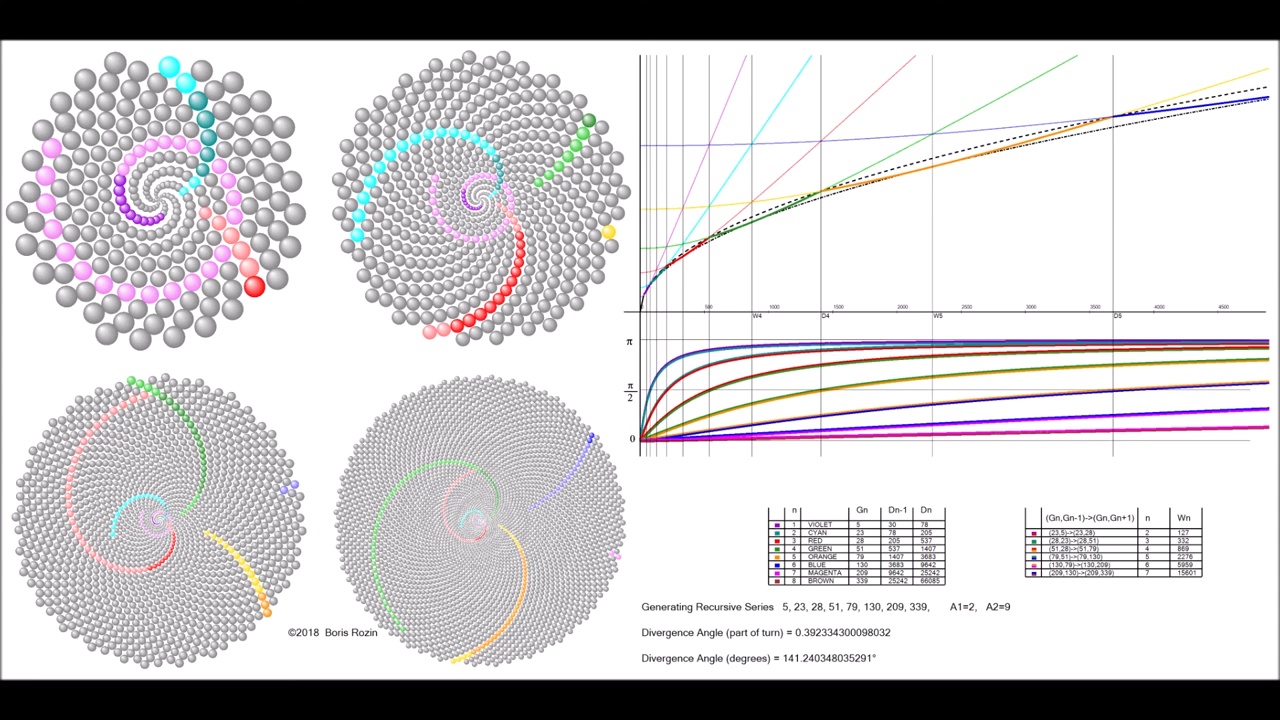 500 1000 1500 2000 2500 3000 3500 4000 4500
W4 D4 W5 D5
π
π
2
0
n Gn Dn-1 Dn
1 VIOLET 5 30 78
2 CYAN 23 78 205
3 RED 28 205 537
4 GREEN 51 537 1407
5 ORANGE 79 1407 3683
6 BLUE 130 3683 9642
7 MAGENTA 209 9642 25242
8 BROWN 339 25242 66085
(Gn,Gn-1)->(Gn,Gn+1) n Wn
(23,5)->(23,28) 2 127
(28,23)->(28,51) 3 332
(51,28)->(51,79) 4 869
(79,51)->(79,130) 5 2276
(130,79)->(130,209) 6 5959
(209,130)->(209,339) 7 15601
Generating Recursive Series 5, 23, 28, 51, 79, 130, 209, 339, A1=2, A2=9
©2018 Boris Rozin
Divergence Angle (part of turn) = 0.392334300098032
Divergence Angle (degrees) = 141.240348035291°